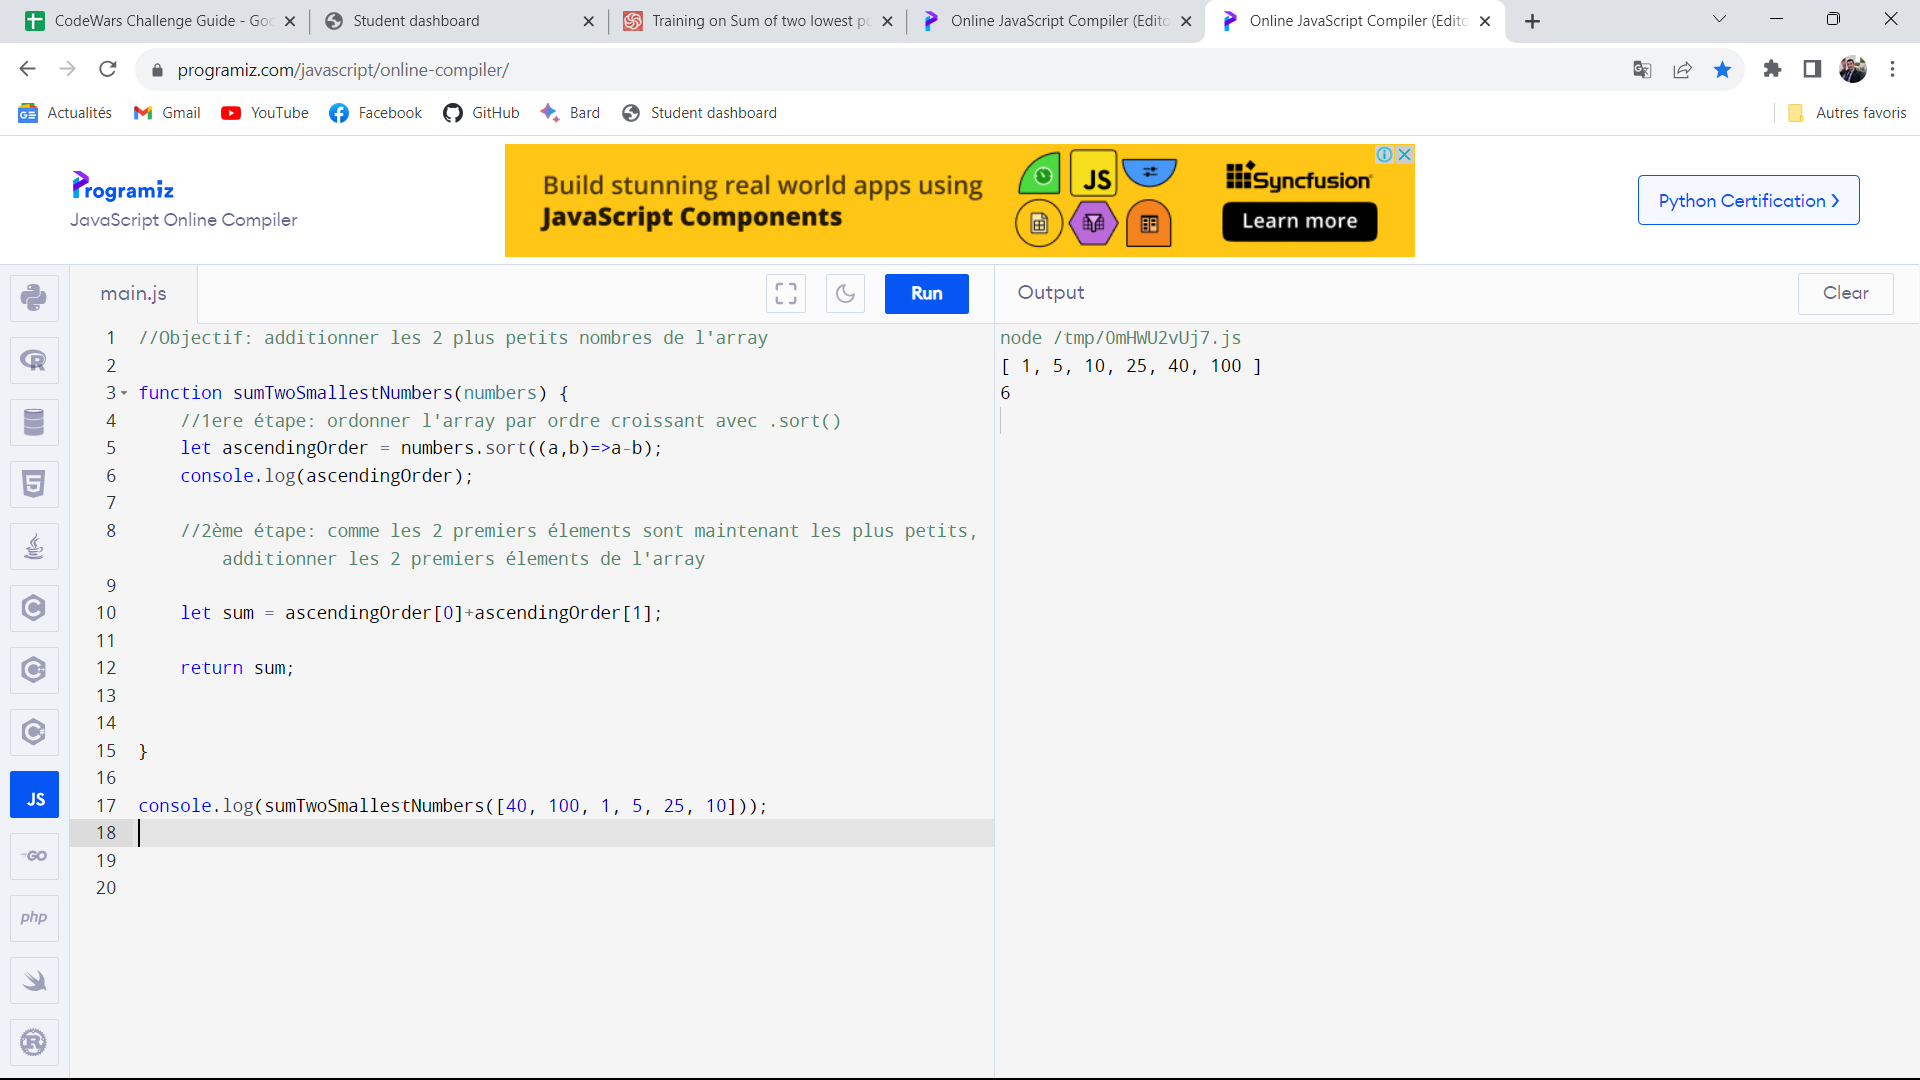 CodeWars Challenge Guide - Goo
Student dashboard
Training on Sum of two lowest po
Online JavaScript Compiler (Edito
Online JavaScript Compiler (Edito
programiz.com/javascript/online-compiler/
Actualités
Gmail
YouTube
Facebook
GitHub
Bard
Student dashboard
Autres favoris
Programiz
JavaScript Online Compiler
Build stunning real world apps using
JavaScript Components
JS
Syncfusion
Learn more
Python Certification
main.js
Run
Output
Clear
1 //Objectif: additionner les 2 plus petits nombres de l'array
2
3 function sumTwoSmallestNumbers(numbers) {
4 //1ere étape: ordonner l'array par ordre croissant avec .sort()
5 let ascendingOrder = numbers.sort((a,b)=>a-b);
6 console.log(ascendingOrder);
7
8 //2ème étape: comme les 2 premiers élements sont maintenant les plus petits,
additionner les 2 premiers élements de l'array
9
10 let sum = ascendingOrder[0]+ascendingOrder[1];
11
12 return sum;
13
14
15 }
16
17 console.log(sumTwoSmallestNumbers([40, 100, 1, 5, 25, 10]));
18
19
20
node /tmp/OmHWU2vUj7.js
[ 1, 5, 10, 25, 40, 100 ]
6
JS
GO
php